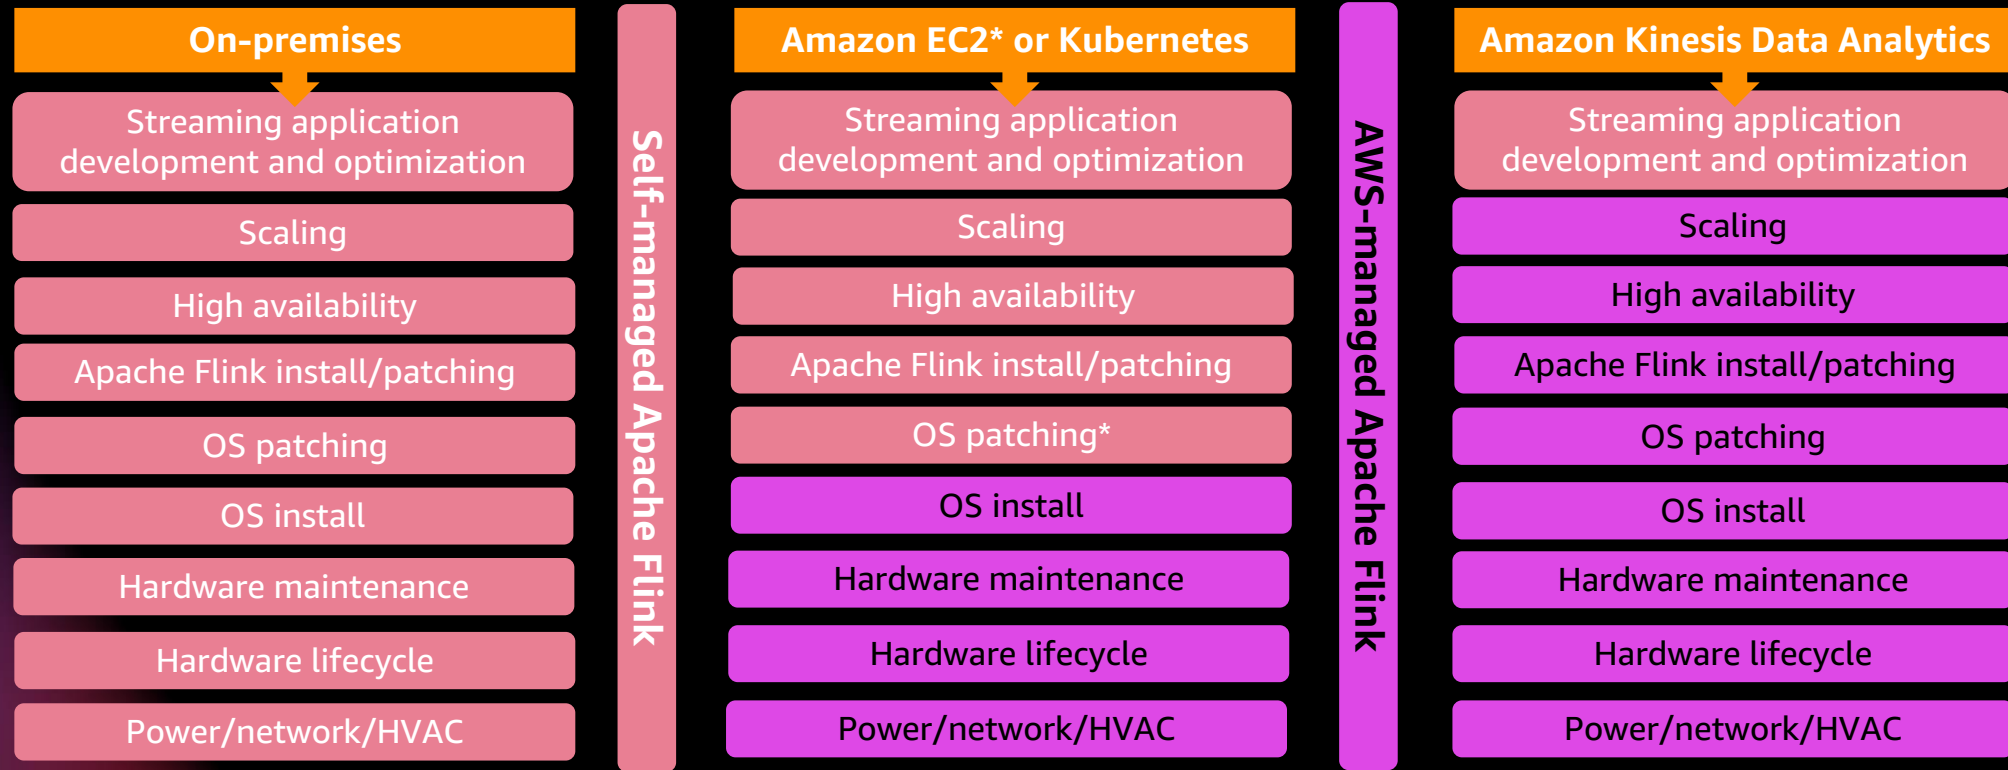 On-premises
Streaming application
development and optimization
Scaling
High availability
Apache Flink install/patching
OS patching
OS install
Hardware maintenance
Hardware lifecycle
Power/network/HVAC
Self-managed Apache Flink
Amazon EC2* or Kubernetes
Streaming application
development and optimization
Scaling
High availability
Apache Flink install/patching
OS patching*
OS install
Hardware maintenance
Hardware lifecycle
Power/network/HVAC
AWS-managed Apache Flink
Amazon Kinesis Data Analytics
Streaming application
development and optimization
Scaling
High availability
Apache Flink install/patching
OS patching
OS install
Hardware maintenance
Hardware lifecycle
Power/network/HVAC